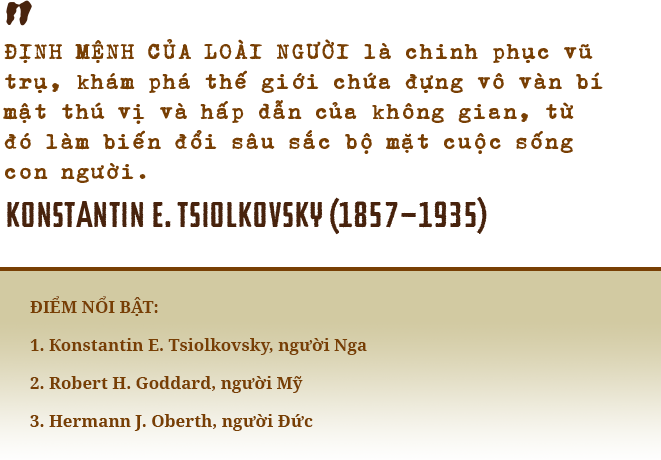 "
ĐỊNH MỆNH CỦA LOÀI NGƯỜI là chinh phục vũ
trụ, khám phá thế giới chứa đựng vô vàn bí
mật thú vị và hấp dẫn của không gian, từ
đó làm biến đổi sâu sắc bộ mặt cuộc sống
con người.
KONSTANTIN E. TSIOLKOVSKY (1857–1935)
ĐIỂM NỔI BẬT:
1. Konstantin E. Tsiolkovsky, người Nga
2. Robert H. Goddard, người Mỹ
3. Hermann J. Oberth, người Đức